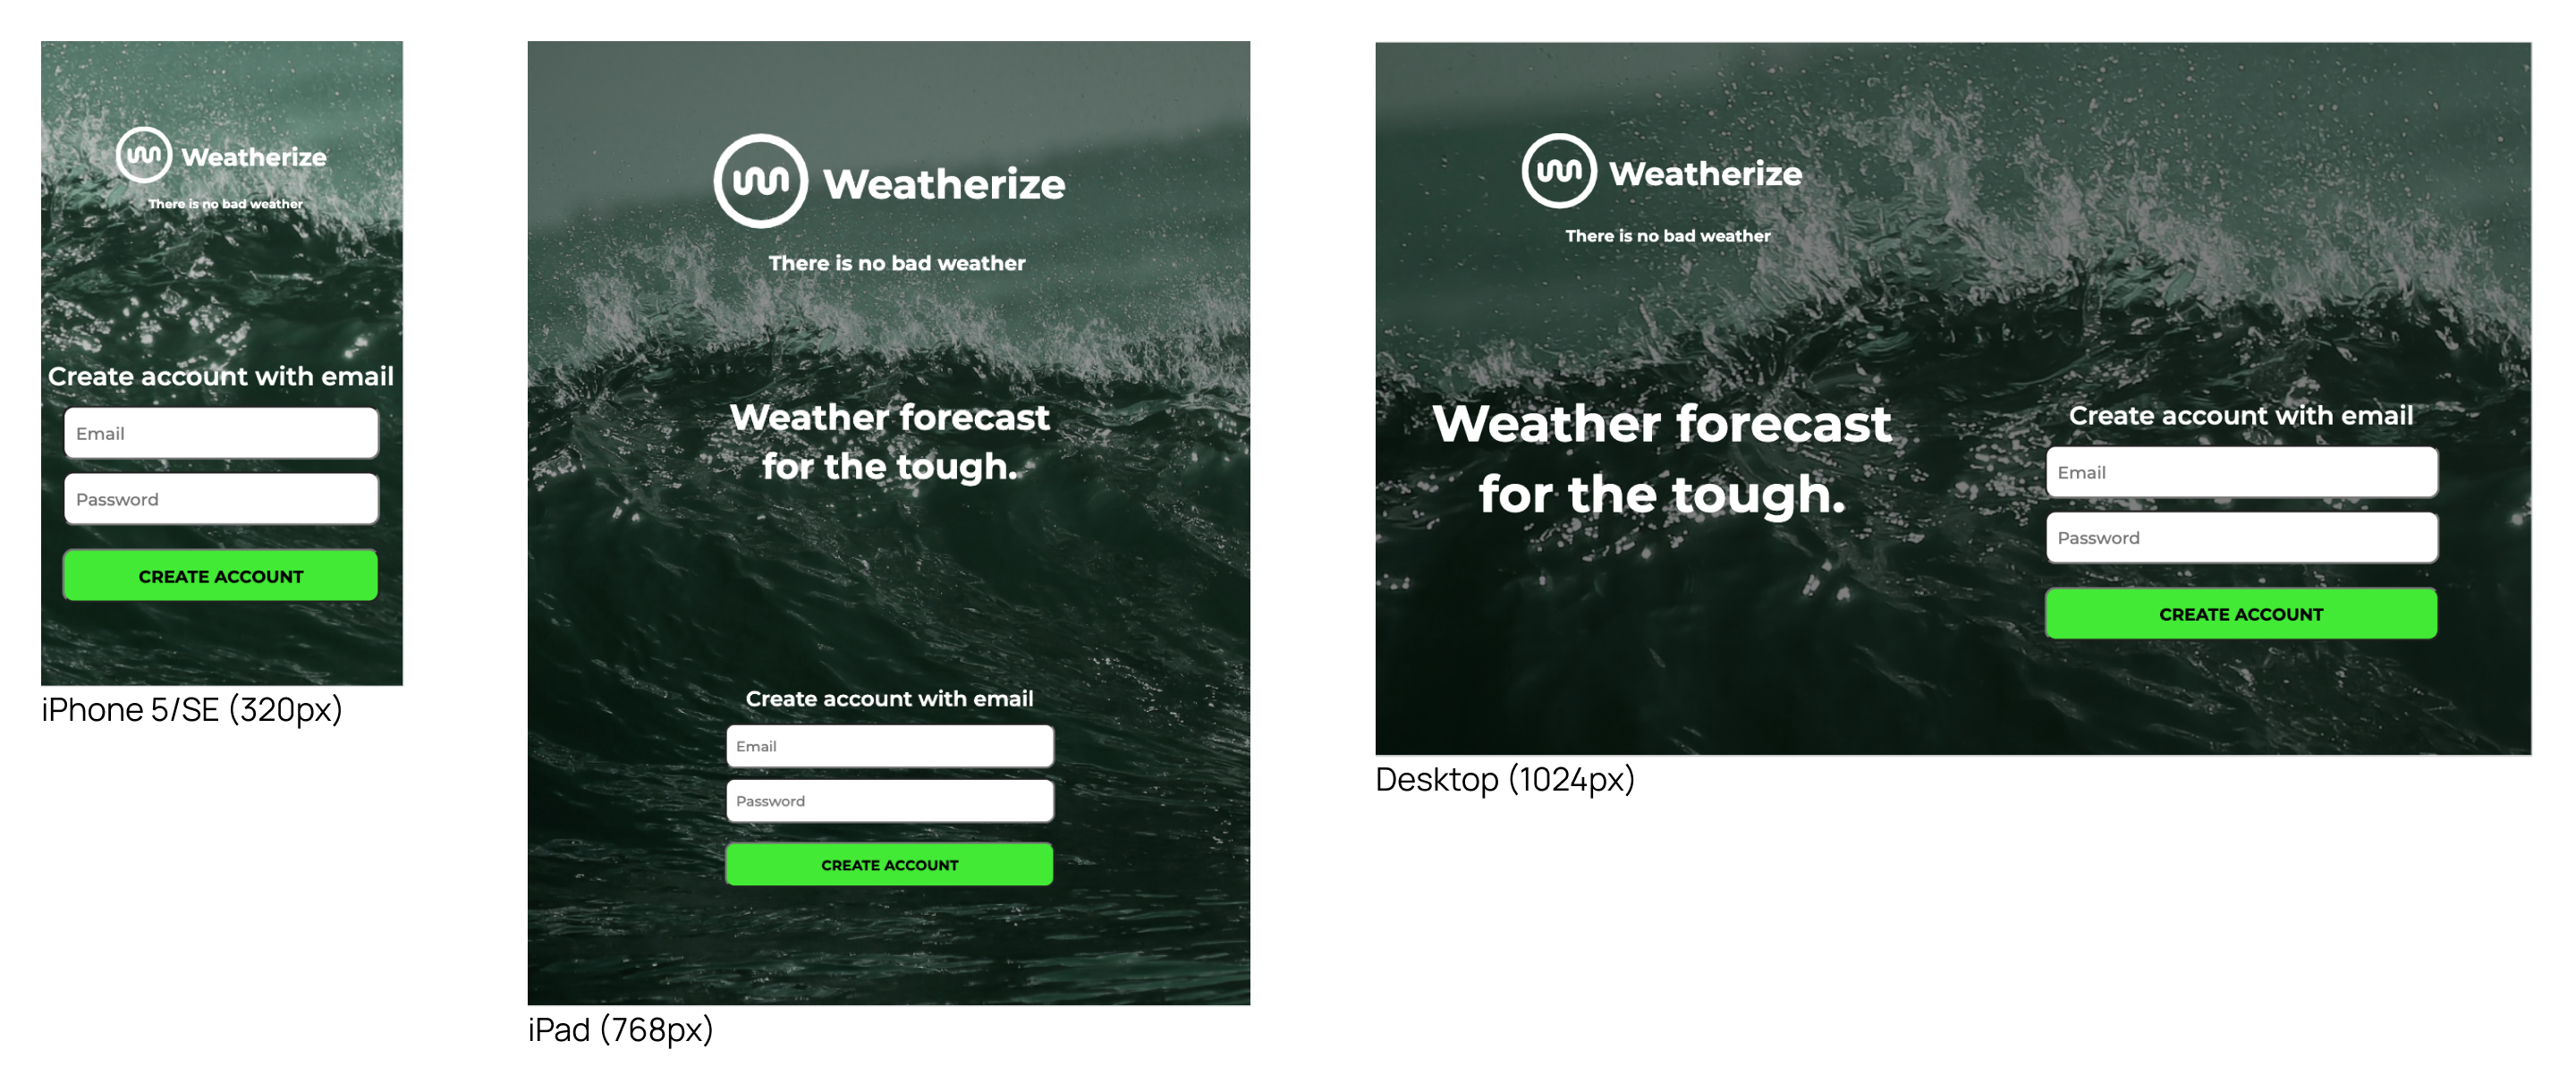 Weatherize
There is no bad weather
Create account with email
Email
Password
CREATE ACCOUNT
iPhone 5/SE (320px)
Weatherize
There is no bad weather
Weather forecast
for the tough.
Create account with email
Email
Password
CREATE ACCOUNT
iPad (768px)
Weatherize
There is no bad weather
Weather forecast
for the tough.
Create account with email
Email
Password
CREATE ACCOUNT
Desktop (1024px)